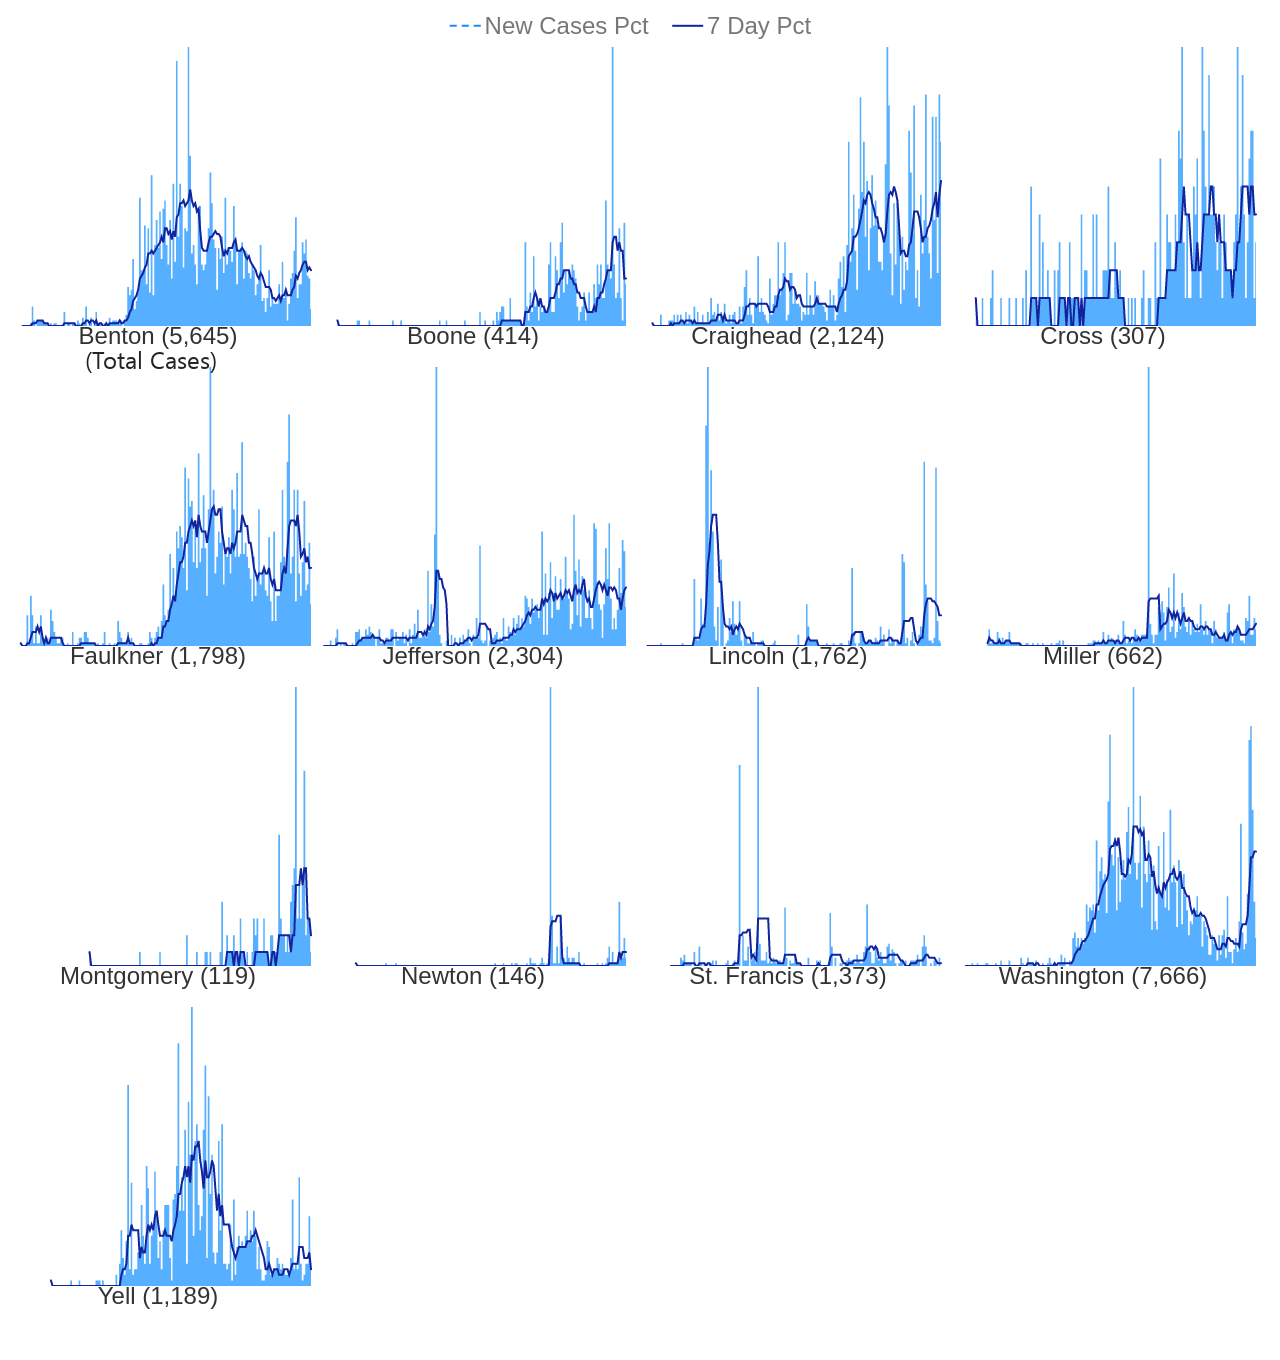 New Cases Pct 7 Day Pct
Benton (5,645) Boone (414) Craighead (2,124) Cross (307)
(Total Cases)
Faulkner (1,798) Jefferson (2,304) Lincoln (1,762) Miller (662)
Montgomery (119) Newton (146) St. Francis (1,373) Washington (7,666)
Yell (1,189)